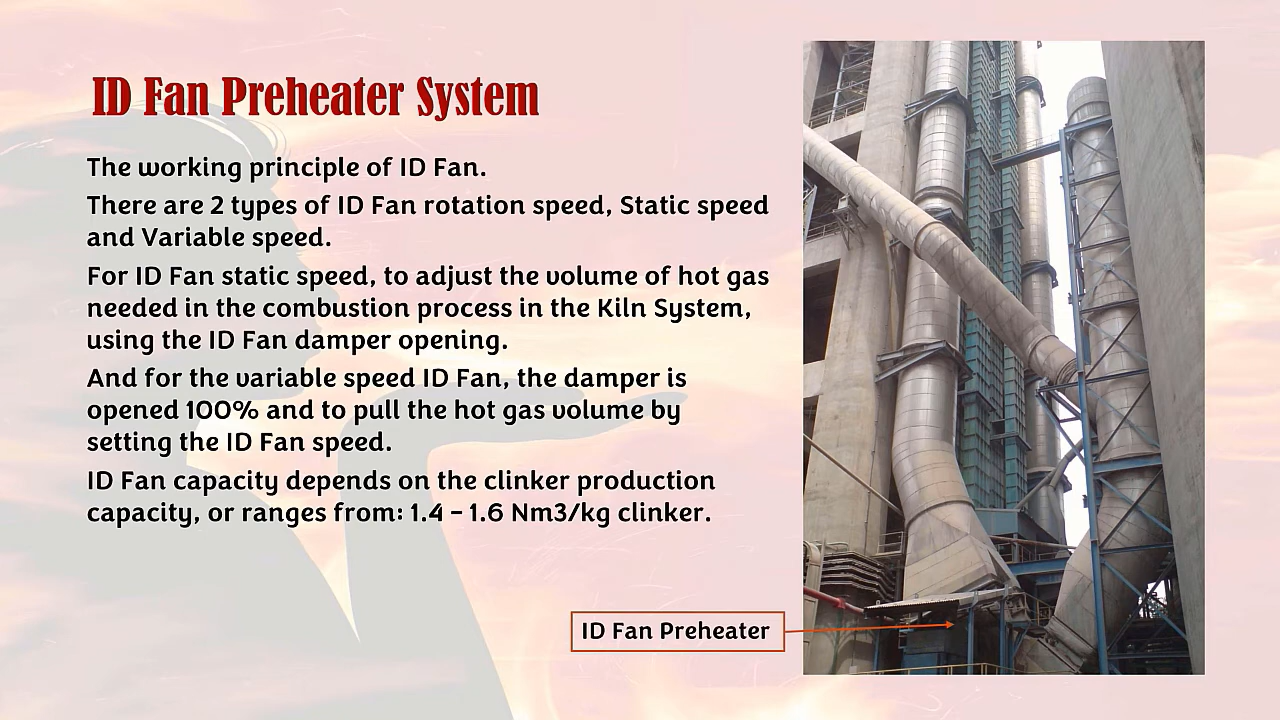 ID Fan Preheater System
The working principle of ID Fan.
There are 2 types of ID Fan rotation speed, Static speed
and Variable speed.
For ID Fan static speed, to adjust the volume of hot gas
needed in the combustion process in the Kiln System,
using the ID Fan damper opening.
And for the variable speed ID Fan, the damper is
opened 100% and to pull the hot gas volume by
setting the ID Fan speed.
ID Fan capacity depends on the clinker production
capacity, or ranges from: 1.4 – 1.6 Nm3/kg clinker.
ID Fan Preheater